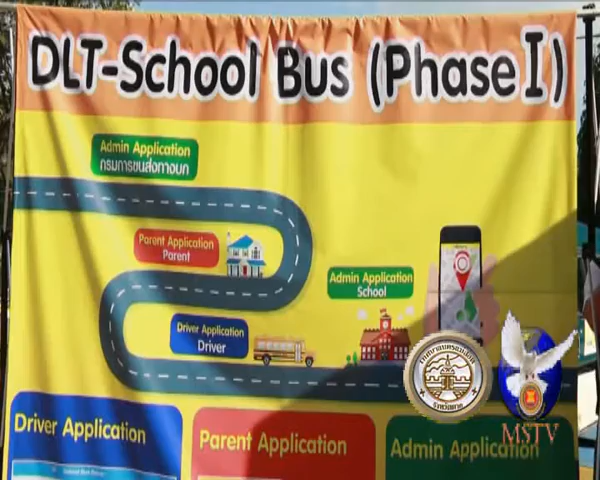 DLT-School Bus (Phase I)
Admin Application
กรมการขนส่งทางบก
Parent Application
Parent
Admin Application
School
Driver Application
Driver
Driver Application
Parent Application
Admin Application
MSTV